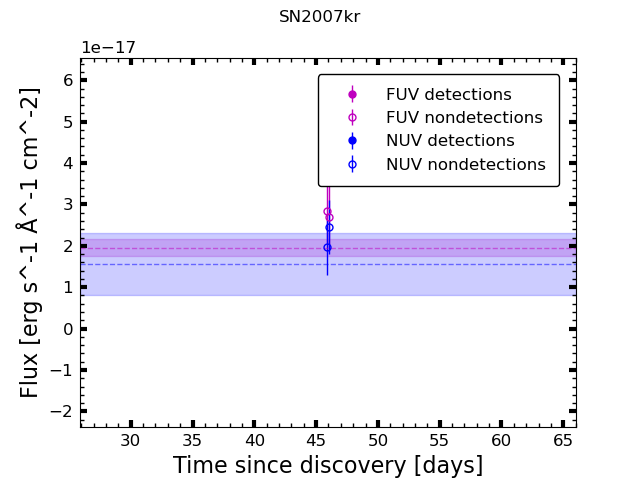 SN2007kr
1e−17
6
5
4
3
2
1
0
−1
−2
Flux [erg s^-1 Å^-1 cm^-2]
FUV detections
FUV nondetections
NUV detections
NUV nondetections
30 35 40 45 50 55 60 65
Time since discovery [days]